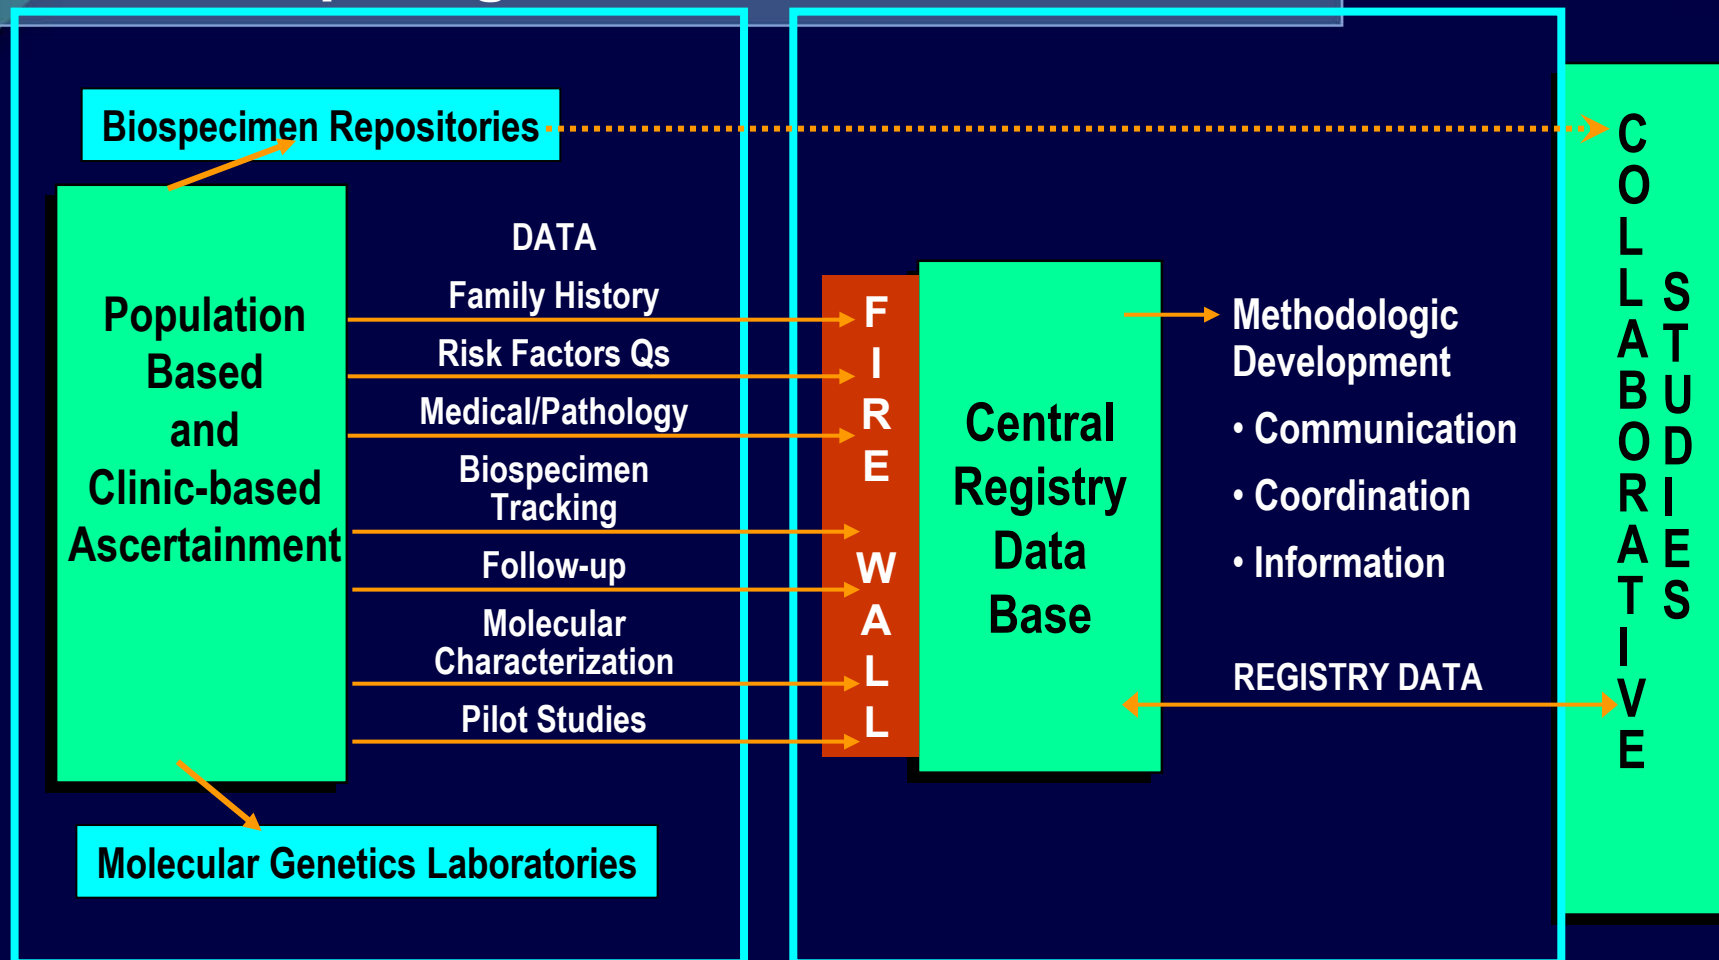 Biospecimen Repositories
Population
Based
and
Clinic-based
Ascertainment
DATA
Family History
Risk Factors Qs
Medical/Pathology
Biospecimen
Tracking
Follow-up
Molecular
Characterization
Pilot Studies
Molecular Genetics Laboratories
FIRE WALL
Central
Registry
Data
Base
Methodologic
Development
• Communication
• Coordination
• Information
REGISTRY DATA
COLLABORATIVE
STUDIES